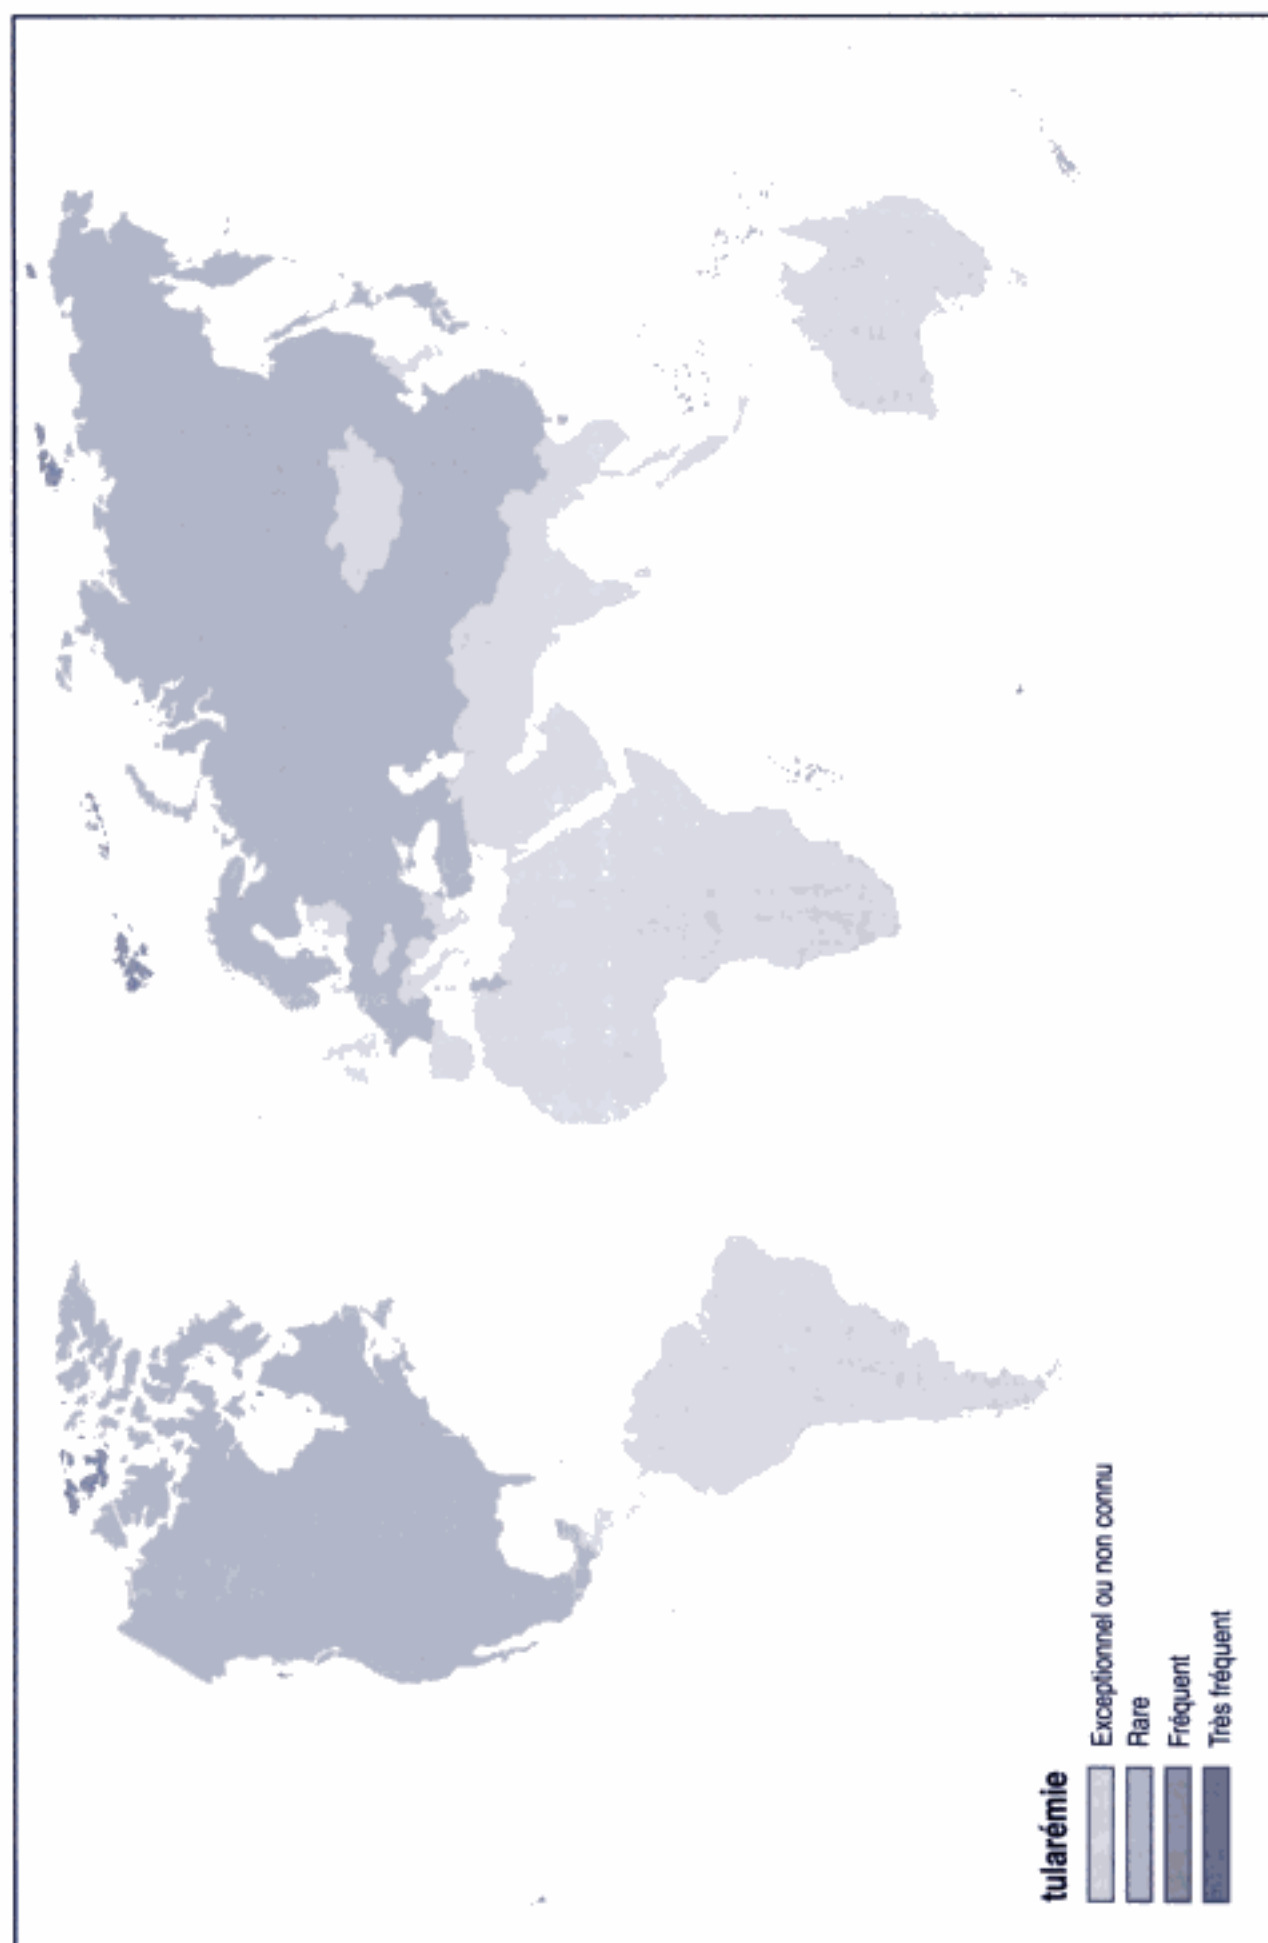 tularémie
Exceptionnel ou non connu
Rare
Fréquent
Très fréquent